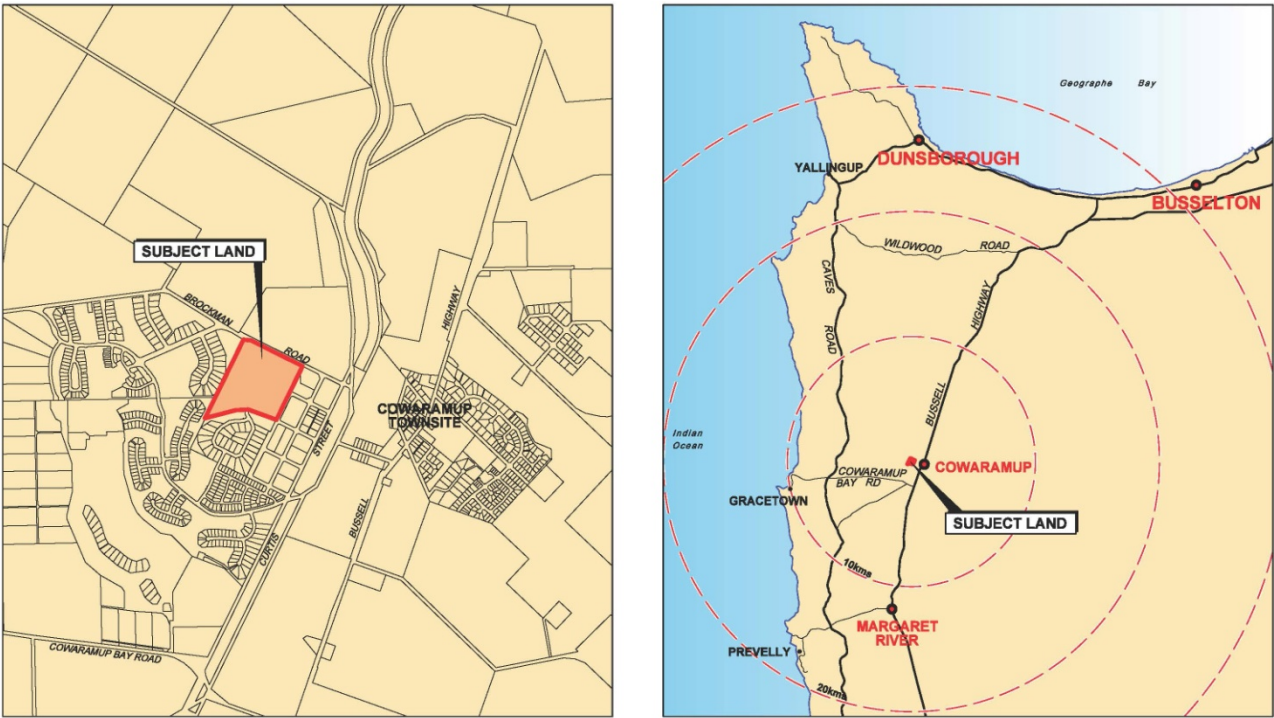 SUBJECT LAND
BROCKMAN
ROAD
HIGHWAY
COWARAMUP
TOWNSITE
STREET
BUSSELL
CURTIS
COWARAMUP BAY ROAD
Geographe Bay
DUNSBOROUGH
YALLINGUP
BUSSELTON
WILDWOOD ROAD
CAVES
ROAD
HIGHWAY
BUSSELL
Indian
Ocean
COWARAMUP
BAY RD
COWARAMUP
GRACETOWN
SUBJECT LAND
10kms
MARGARET
RIVER
PREVELLY
20kms